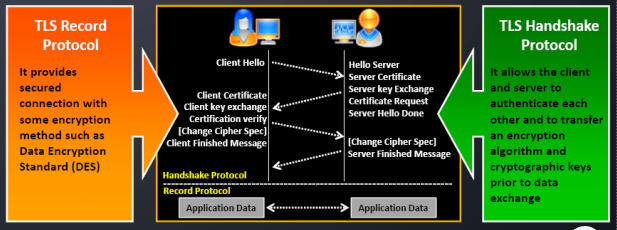 TLS Record
Protocol
It provides
secured
connection with
some encryption
method such as
Data Encryption
Standard (DES)
Client Hello
Hello Server
Server Certificate
Server key Exchange
Certificate Request
Server Hello Done
Client Certificate
Client key exchange
Certification verify
[Change Cipher Spec]
Client Finished Message
[Change Cipher Spec]
Server Finished Message
Handshake Protocol
Record Protocol
Application Data
Application Data
TLS Handshake
Protocol
It allows the client
and server to
authenticate each
other and to transfer
an encryption
algorithm and
cryptographic keys
prior to data
exchange